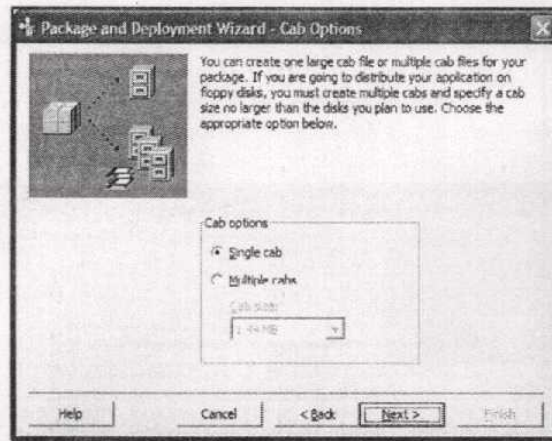 Package and Deployment Wizard - Cab Options
You can create one large cab file or multiple cab files for your
package. If you are going to distribute your application on
floppy disks, you must create multiple cabs and specify a cab
size no larger than the disks you plan to use. Choose the
appropriate option below.
Cab options
Single cab
Multiple cabs
Cab size:
1.44 MB
Help
Cancel
< Back
Next >
Finish